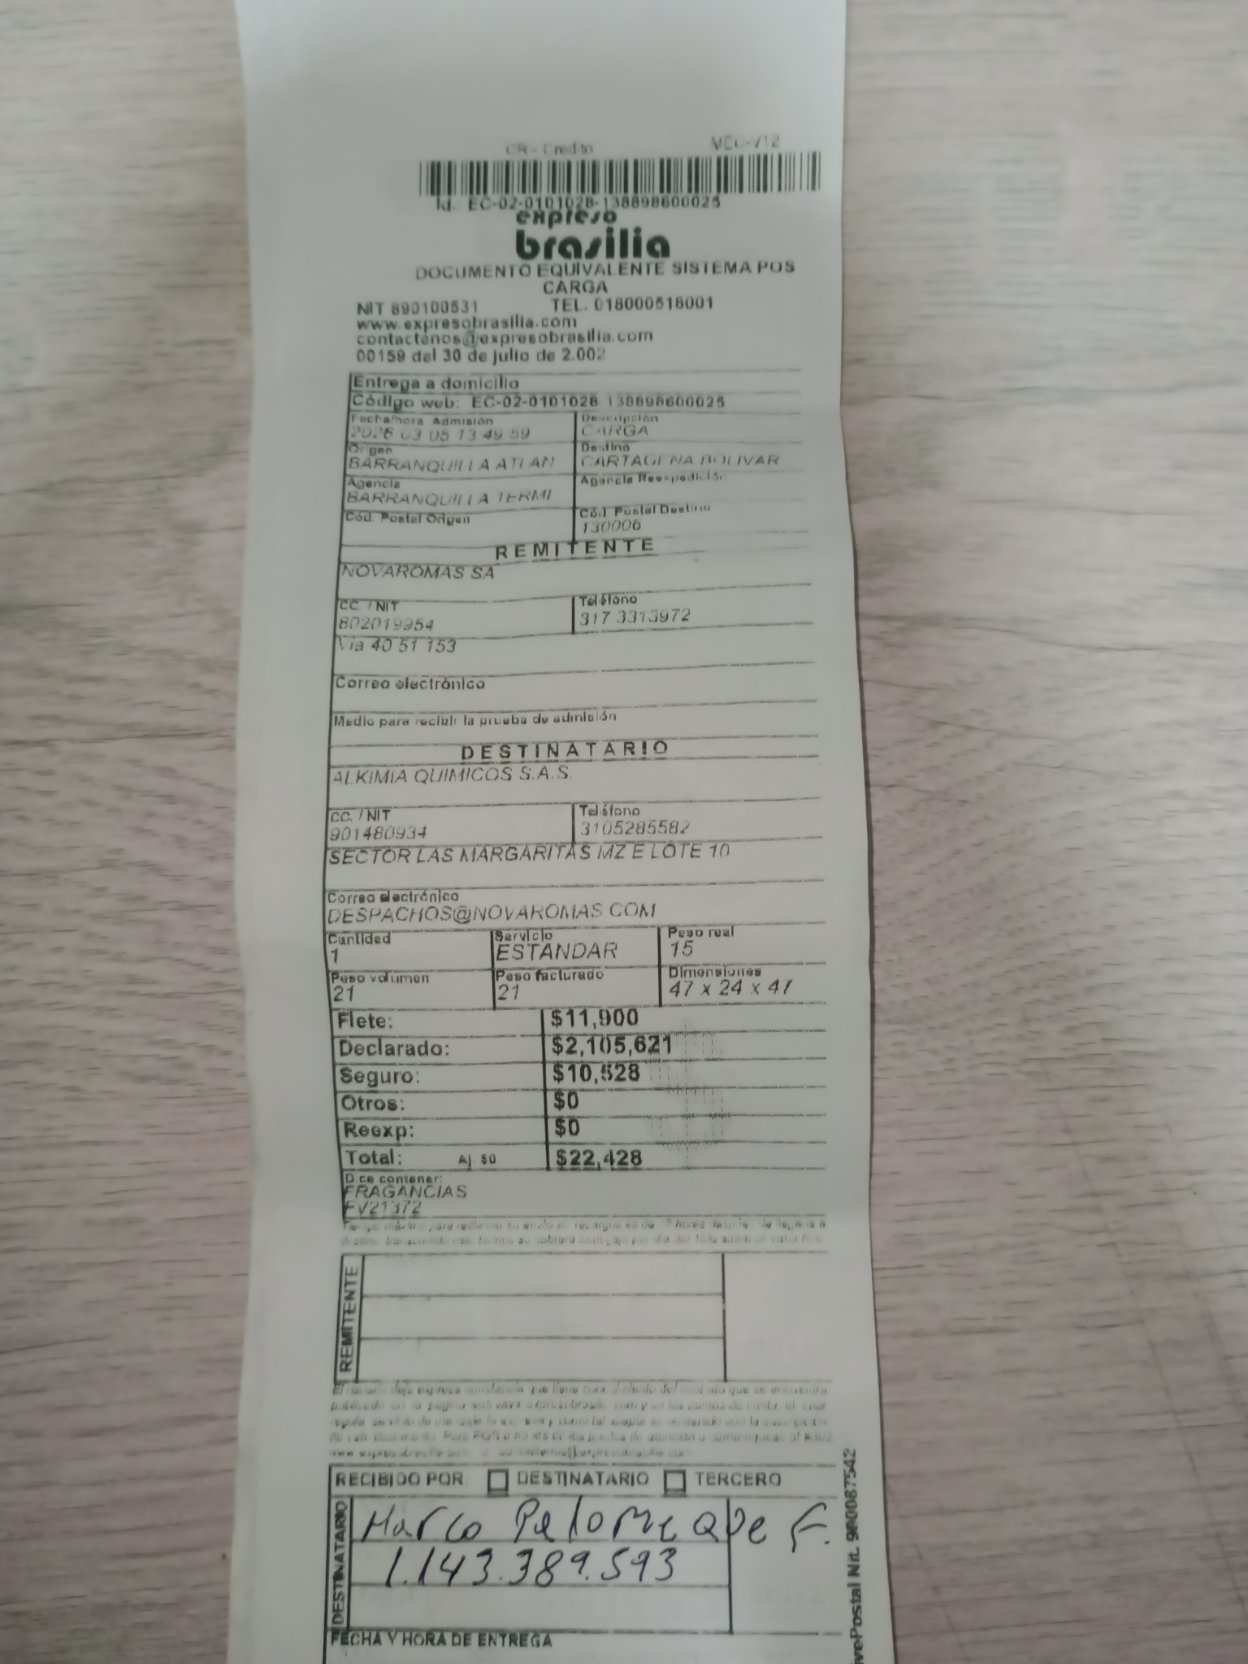 CR - Credito MEC-V12
Id.: EC-02-0101028-138898600025
expreso
brasilia
DOCUMENTO EQUIVALENTE SISTEMA POS
CARGA
NIT 890100531 TEL. 018000518001
www.expresobrasilia.com
contactenos@expresobrasilia.com
00159 del 30 de julio de 2.002
Entrega a domicilio
Código web: EC-02-0101028 138898600025
Fecha/hora Admisión Descripción
2026 03 05 13 49 59 CARGA
Origen Destino
BARRANQUILLA ATLAN CARTAGENA BOLIVAR
Agencia Agencia Reexpedición
BARRANQUILLA TERMI
Cód. Postal Origen Cód. Postal Destino
130006
REMITENTE
NOVAROMAS SA
CC. / NIT Teléfono
802019954 317 3313972
Via 40 51 153
Correo electrónico
Medio para recibir la prueba de admisión
DESTINATARIO
ALKIMIA QUIMICOS S.A.S.
CC. / NIT Teléfono
901480934 3105285582
SECTOR LAS MARGARITAS MZ E LOTE 10
Correo electrónico
DESPACHOS@NOVAROMAS COM
Cantidad Servicio Peso real
1 ESTANDAR 15
Peso volumen Peso facturado Dimensiones
21 21 47 x 24 x 47
Flete: $11,900
Declarado: $2,105,621
Seguro: $10,528
Otros: $0
Reexp: $0
Total: Aj $0 $22,428
Dice contener:
FRAGANCIAS
FV21372
REMITENTE
RECIBIDO POR: DESTINATARIO TERCERO
DESTINATARIO
Marco Palomeque F.
1.143.389.593
FECHA Y HORA DE ENTREGA
Postal Nit. 900087542